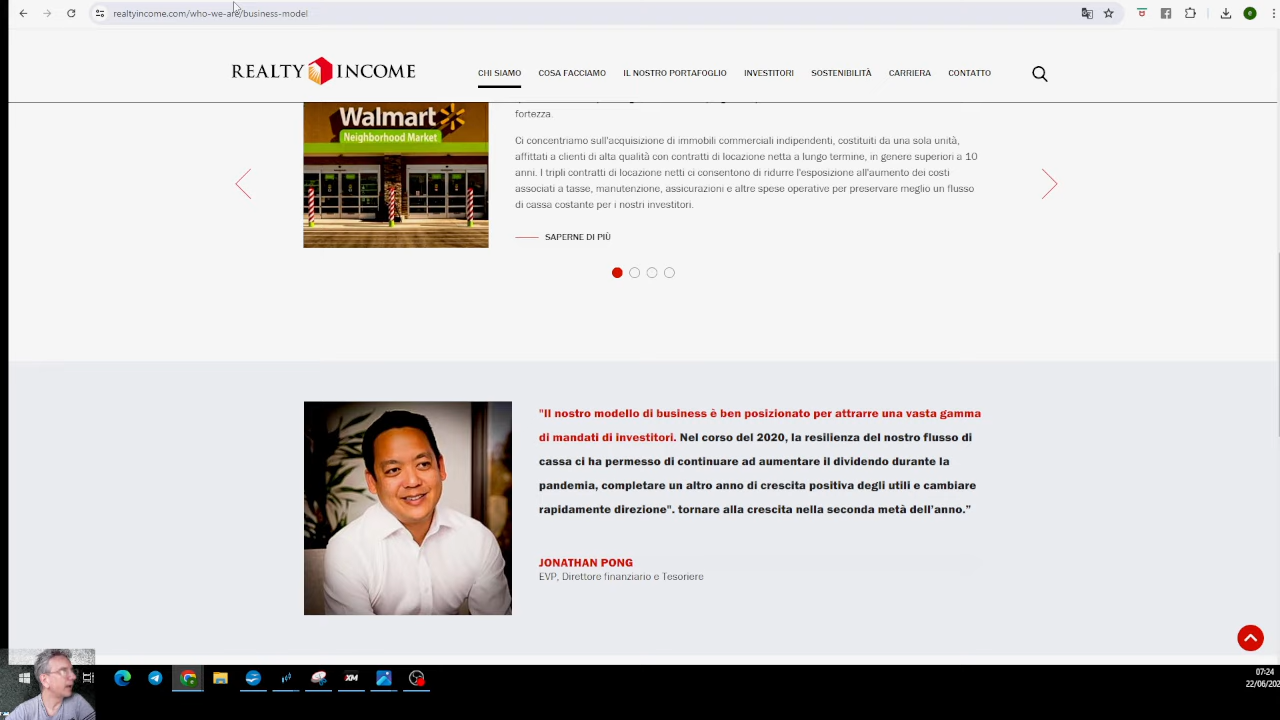 realtyincome.com/who-we-are/business-model
REALTY INCOME
CHI SIAMO
COSA FACCIAMO
IL NOSTRO PORTAFOGLIO
INVESTITORI
SOSTENIBILITÀ
CARRIERA
CONTATTO
Walmart
Neighborhood Market
fortezza.
Ci concentriamo sull'acquisizione di immobili commerciali indipendenti, costituiti da una sola unità,
affittati a clienti di alta qualità con contratti di locazione netta a lungo termine, in genere superiori a 10
anni. I tripli contratti di locazione netti ci consentono di ridurre l'esposizione all'aumento dei costi
associati a tasse, manutenzione, assicurazioni e altre spese operative per preservare meglio un flusso
di cassa costante per i nostri investitori.
SAPERNE DI PIÙ
"Il nostro modello di business è ben posizionato per attrarre una vasta gamma
di mandati di investitori. Nel corso del 2020, la resilienza del nostro flusso di
cassa ci ha permesso di continuare ad aumentare il dividendo durante la
pandemia, completare un altro anno di crescita positiva degli utili e cambiare
rapidamente direzione". tornare alla crescita nella seconda metà dell'anno.”
JONATHAN PONG
EVP, Direttore finanziario e Tesoriere
XM
07:24
22/06/202